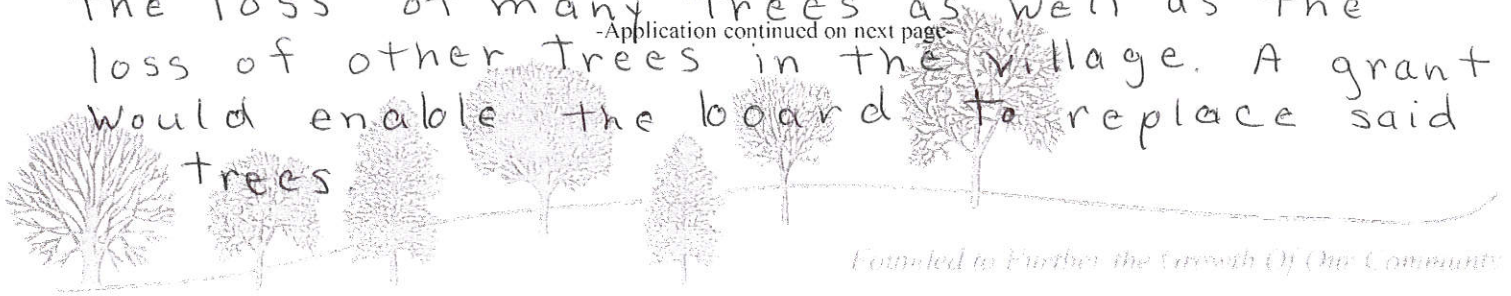 The loss of many trees as well as the
-Application continued on next page-
loss of other trees in the village. A grant
would enable the board to replace said
trees.
Founded to Further the Growth Of Our Community